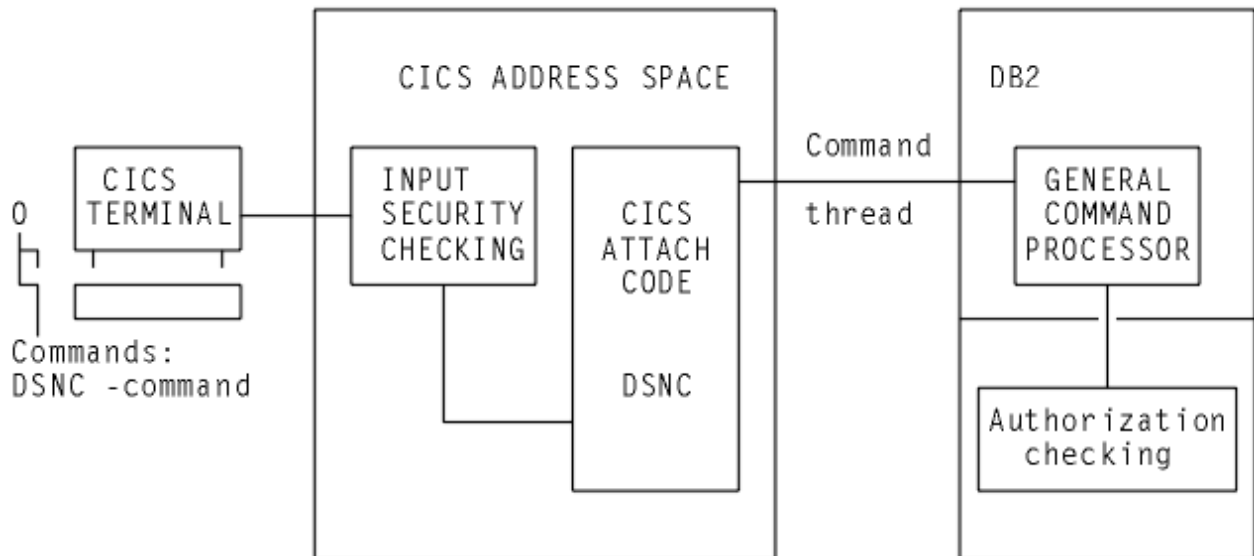 CICS ADDRESS SPACE
DB2
CICS
TERMINAL
O
INPUT
SECURITY
CHECKING
CICS
ATTACH
CODE
DSNC
Command
thread
GENERAL
COMMAND
PROCESSOR
Commands:
DSNC -command
Authorization
checking